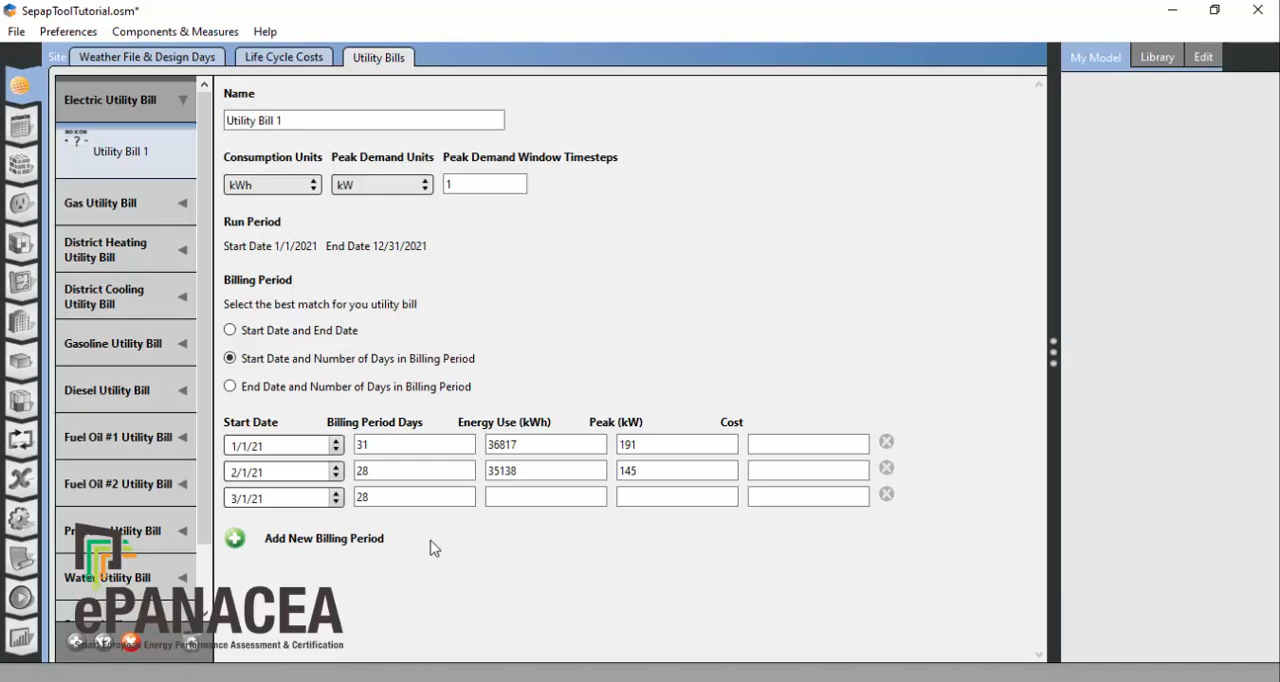 SepapToolTutorial.osm*
File Preferences Components & Measures Help
Site Weather File & Design Days Life Cycle Costs Utility Bills
My Model Library Edit
Electric Utility Bill
NO ICON
- ? -
Utility Bill 1
Gas Utility Bill
District Heating
Utility Bill
District Cooling
Utility Bill
Gasoline Utility Bill
Diesel Utility Bill
Fuel Oil #1 Utility Bill
Fuel Oil #2 Utility Bill
Utility Bill
Water Utility Bill
Name
Utility Bill 1
Consumption Units Peak Demand Units Peak Demand Window Timesteps
kWh kW 1
Run Period
Start Date 1/1/2021 End Date 12/31/2021
Billing Period
Select the best match for you utility bill
Start Date and End Date
Start Date and Number of Days in Billing Period
End Date and Number of Days in Billing Period
Start Date Billing Period Days Energy Use (kWh) Peak (kW) Cost
1/1/21 31 36817 191
2/1/21 28 35138 145
3/1/21 28
Add New Billing Period
ePANACEA
Smart European Energy Performance Assessment & Certification